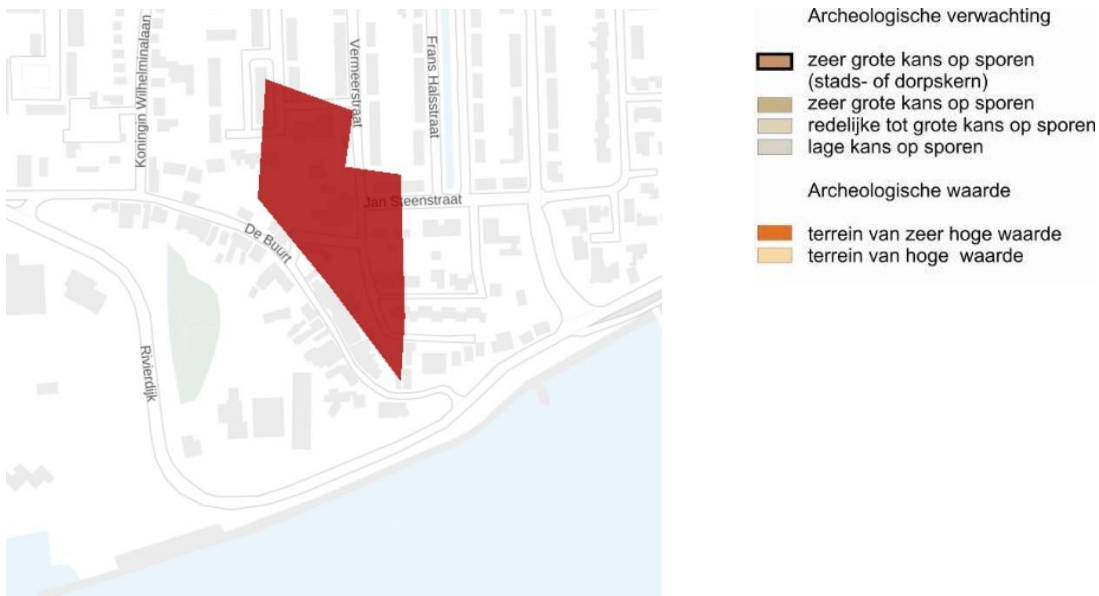 Koningin Wilhelminalaan
Vermeerstraat
Frans Halsstraat
Jan Steenstraat
De Buurt
Rivierdijk
Archeologische verwachting
zeer grote kans op sporen
(stads- of dorpskern)
zeer grote kans op sporen
redelijke tot grote kans op sporen
lage kans op sporen
Archeologische waarde
terrein van zeer hoge waarde
terrein van hoge waarde